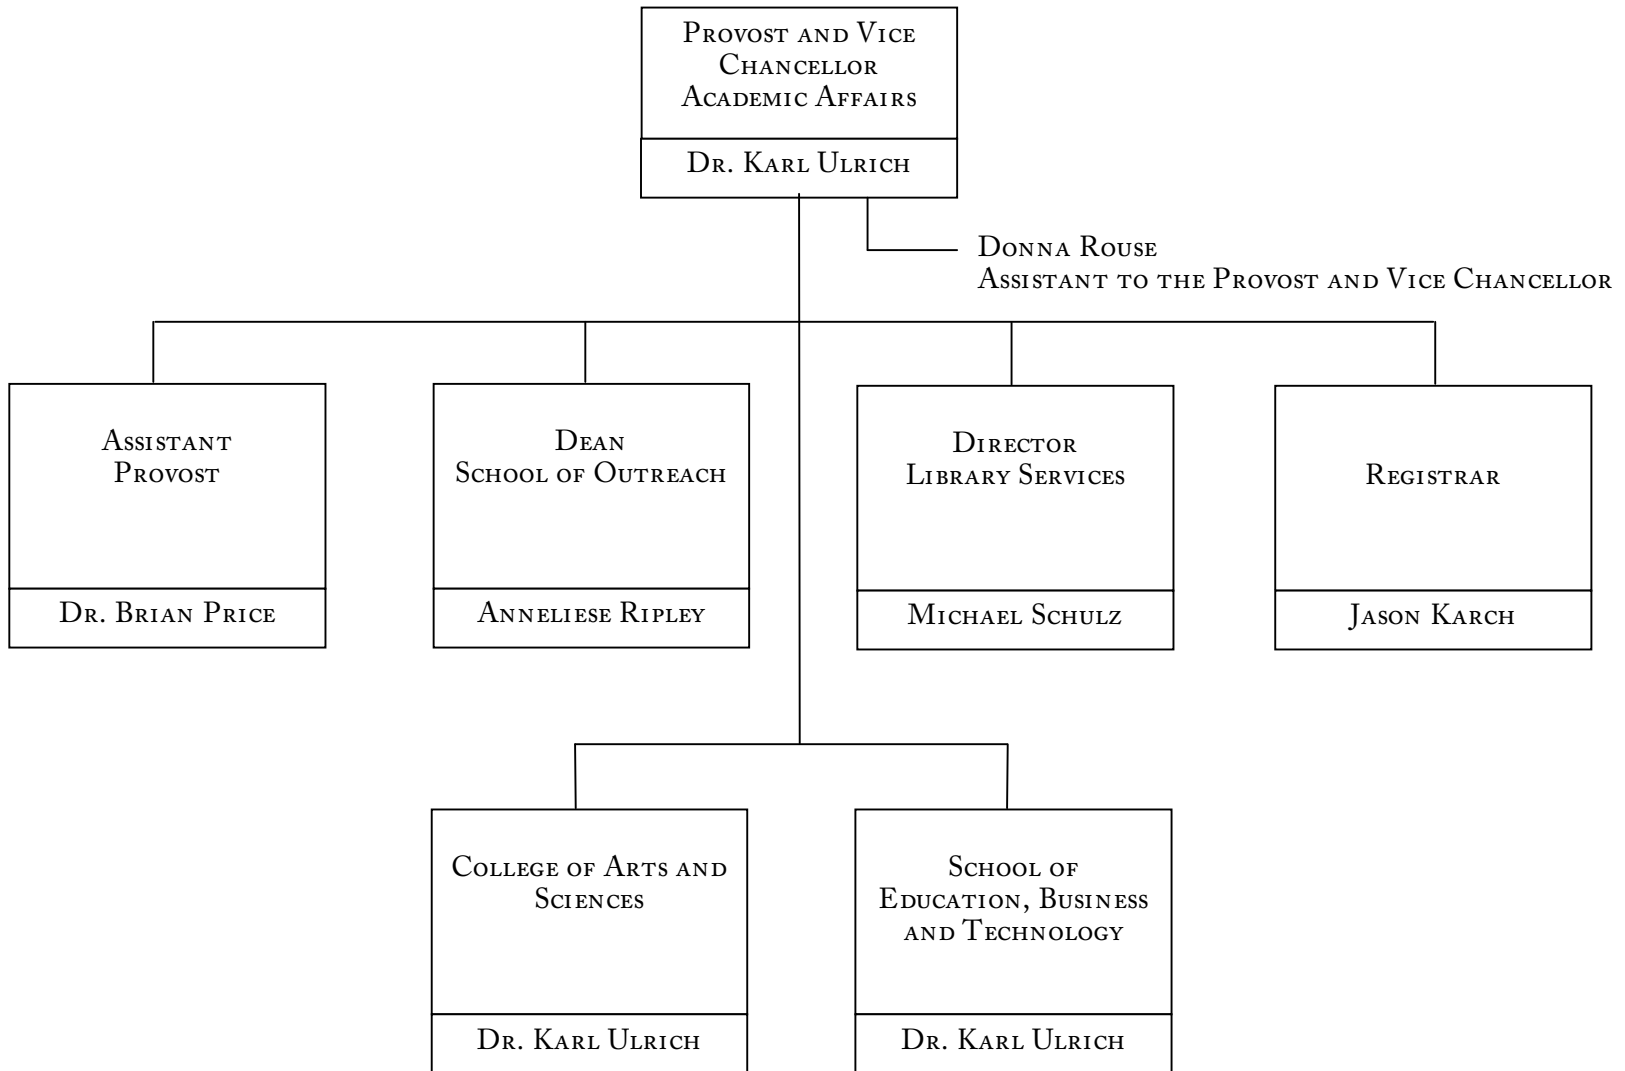 Provost and Vice
Chancellor
Academic Affairs
Dr. Karl Ulrich
Donna Rouse
Assistant to the Provost and Vice Chancellor
Assistant
Provost
Dr. Brian Price
Dean
School of Outreach
Anneliese Ripley
Director
Library Services
Michael Schulz
Registrar
Jason Karch
College of Arts and
Sciences
Dr. Karl Ulrich
School of
Education, Business
and Technology
Dr. Karl Ulrich